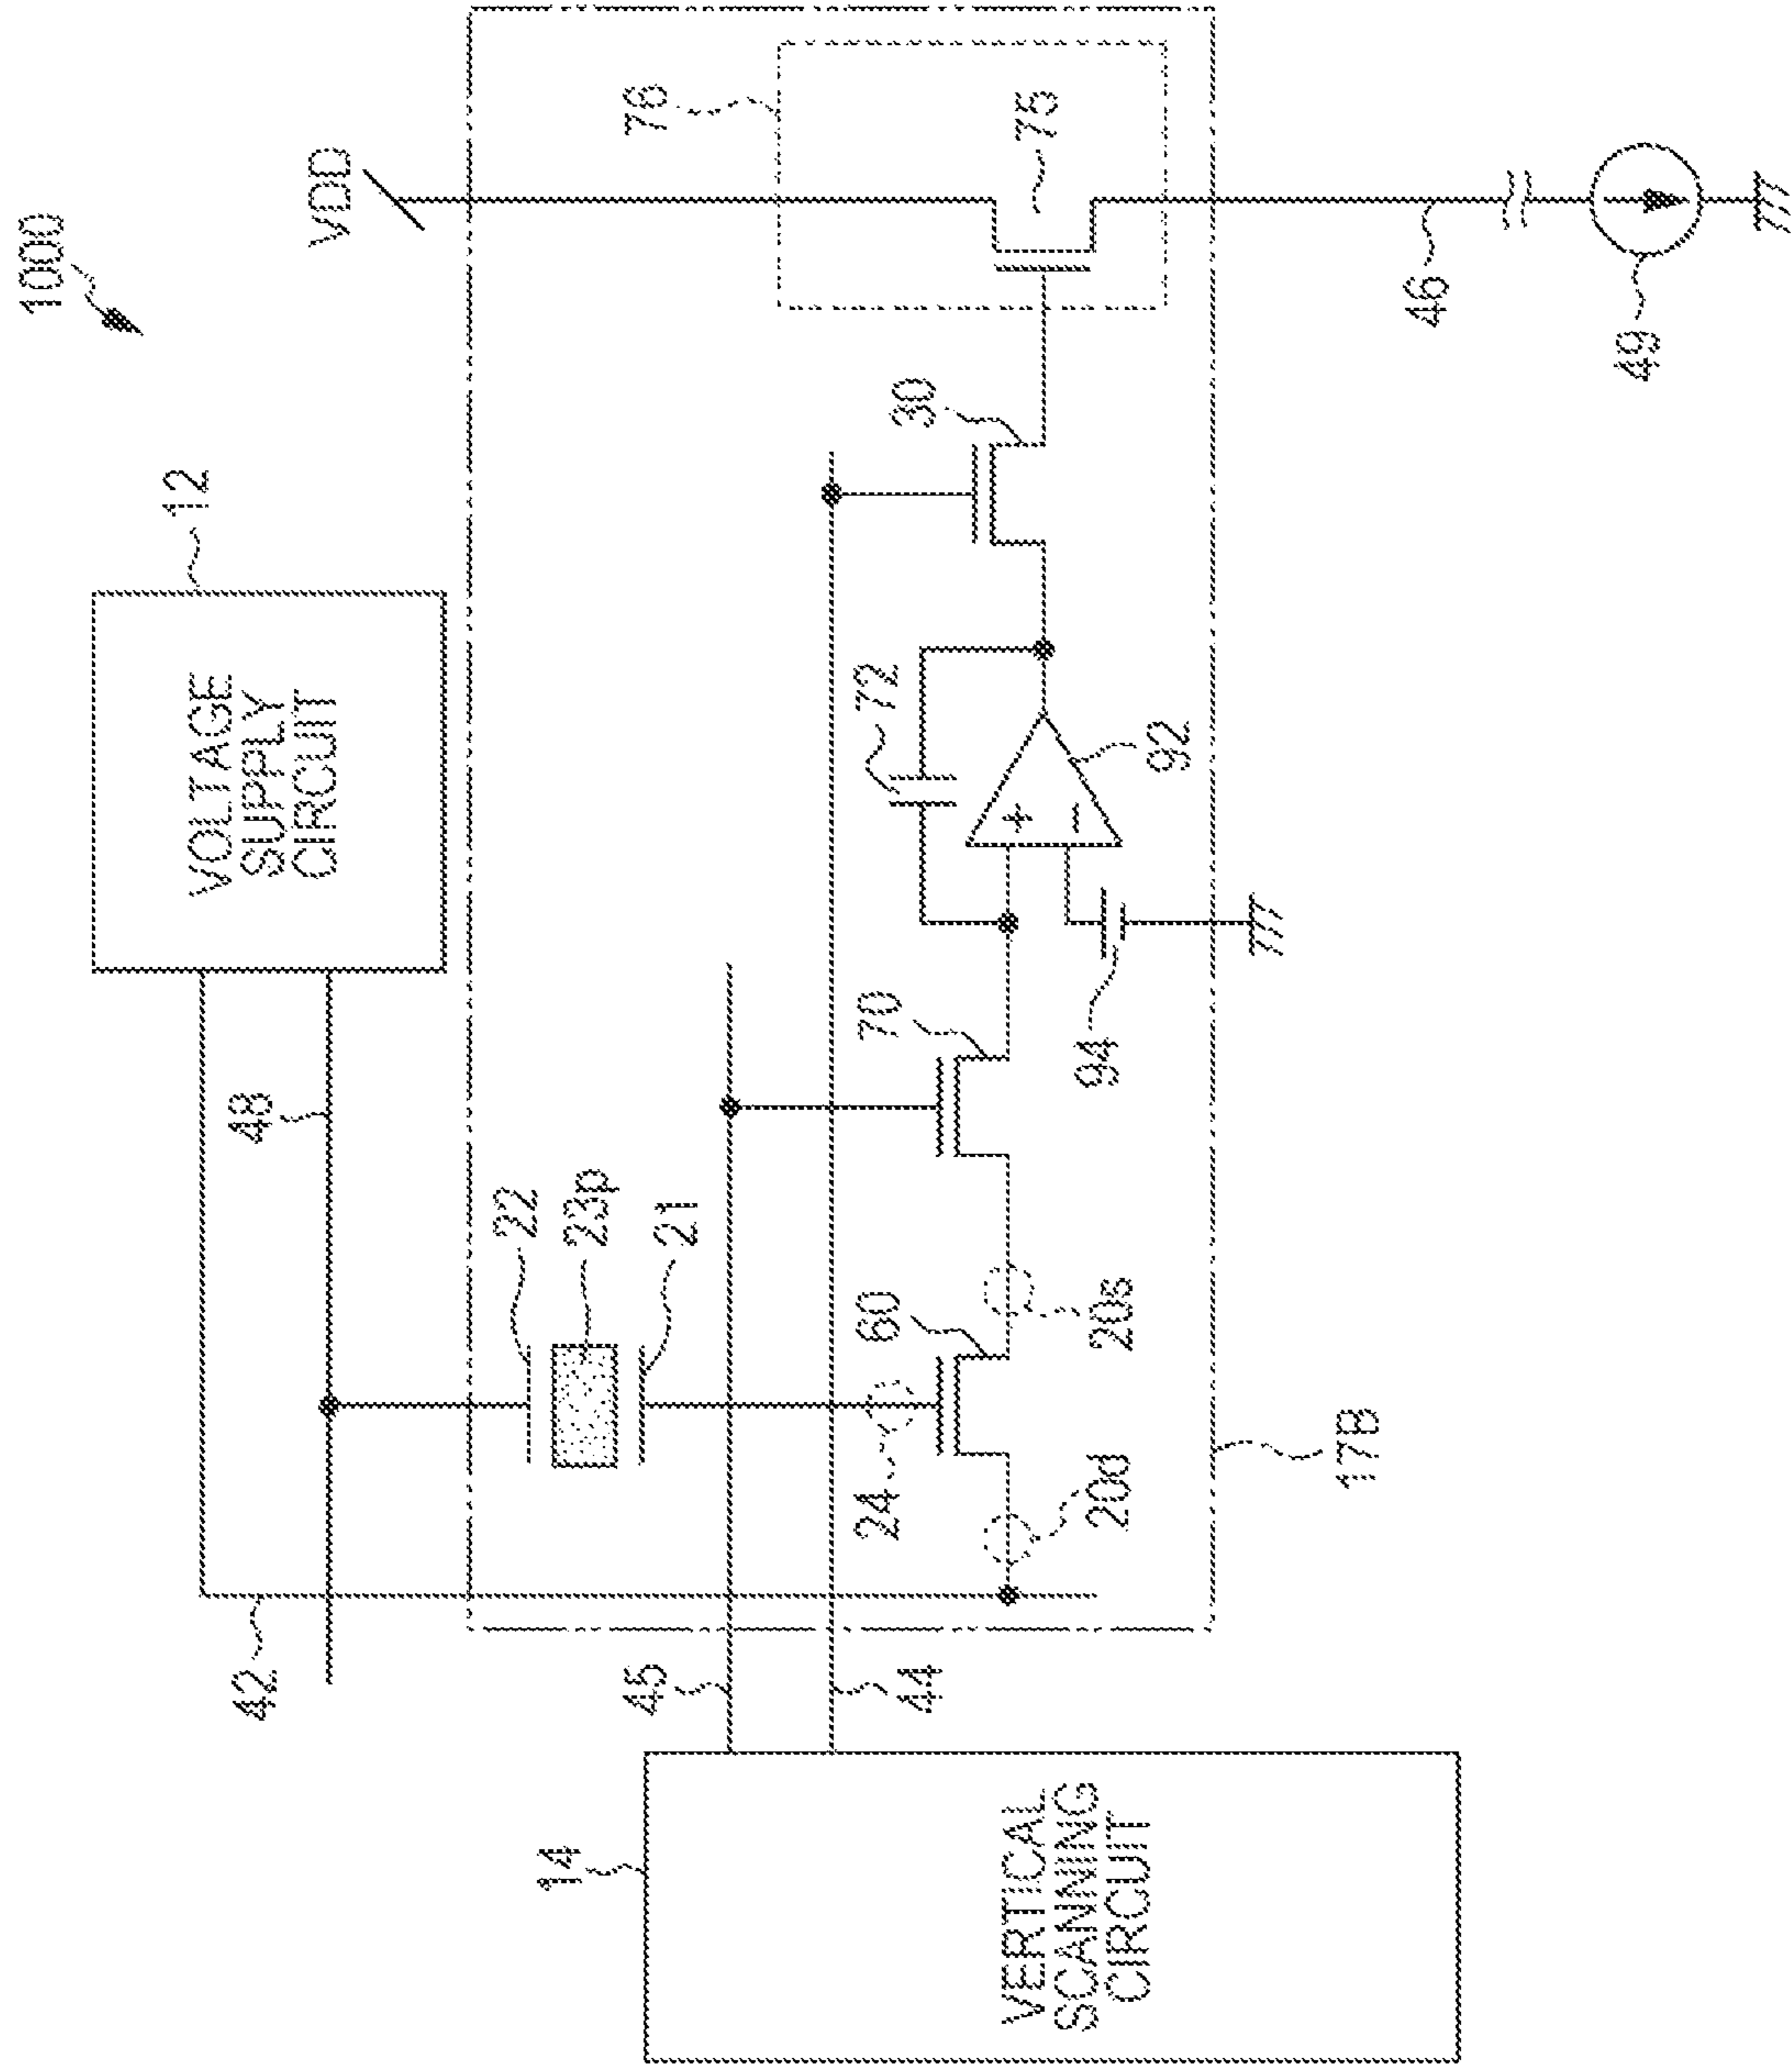 1000
VDD
12
VOLTAGE
SUPPLY
CIRCUIT
48
42
22
23p
21
76
75
45
44
14
VERTICAL
SCANNING
CIRCUIT
24
60
20d
20s
70
72
+
−
92
94
30
17B
46
49